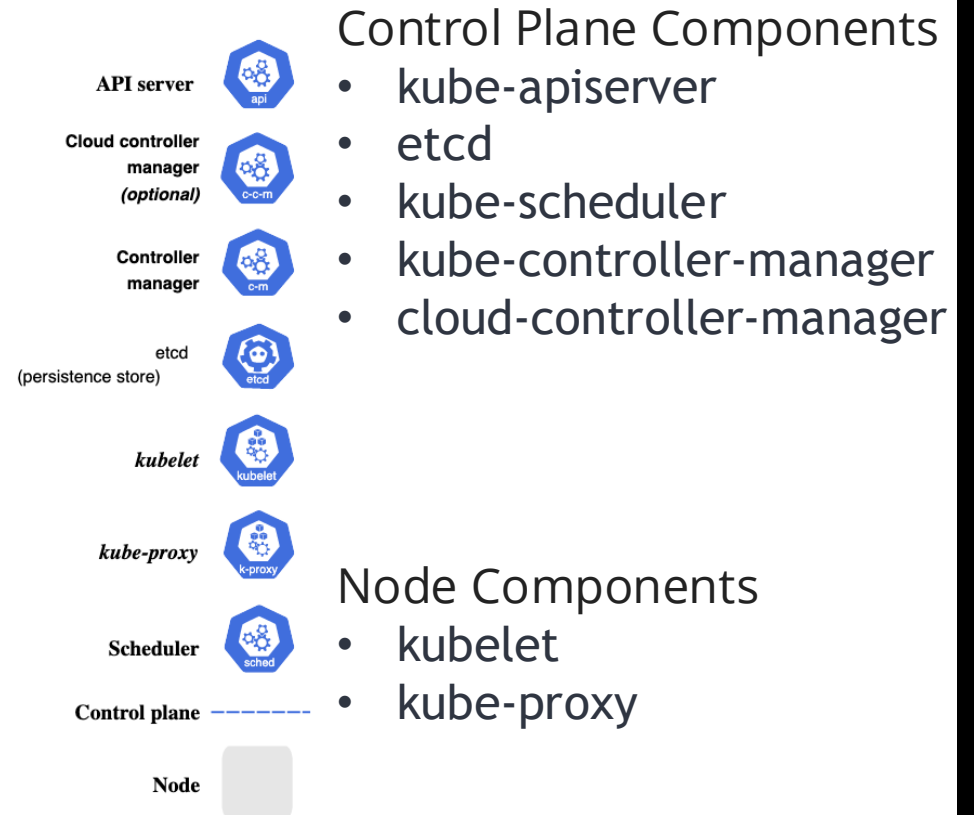 API server
api
Cloud controller
manager
(optional)
c-c-m
Controller
manager
c-m
etcd
(persistence store)
etcd
kubelet
kubelet
kube-proxy
k-proxy
Scheduler
sched
Control plane
Node
Control Plane Components
• kube-apiserver
• etcd
• kube-scheduler
• kube-controller-manager
• cloud-controller-manager
Node Components
• kubelet
• kube-proxy